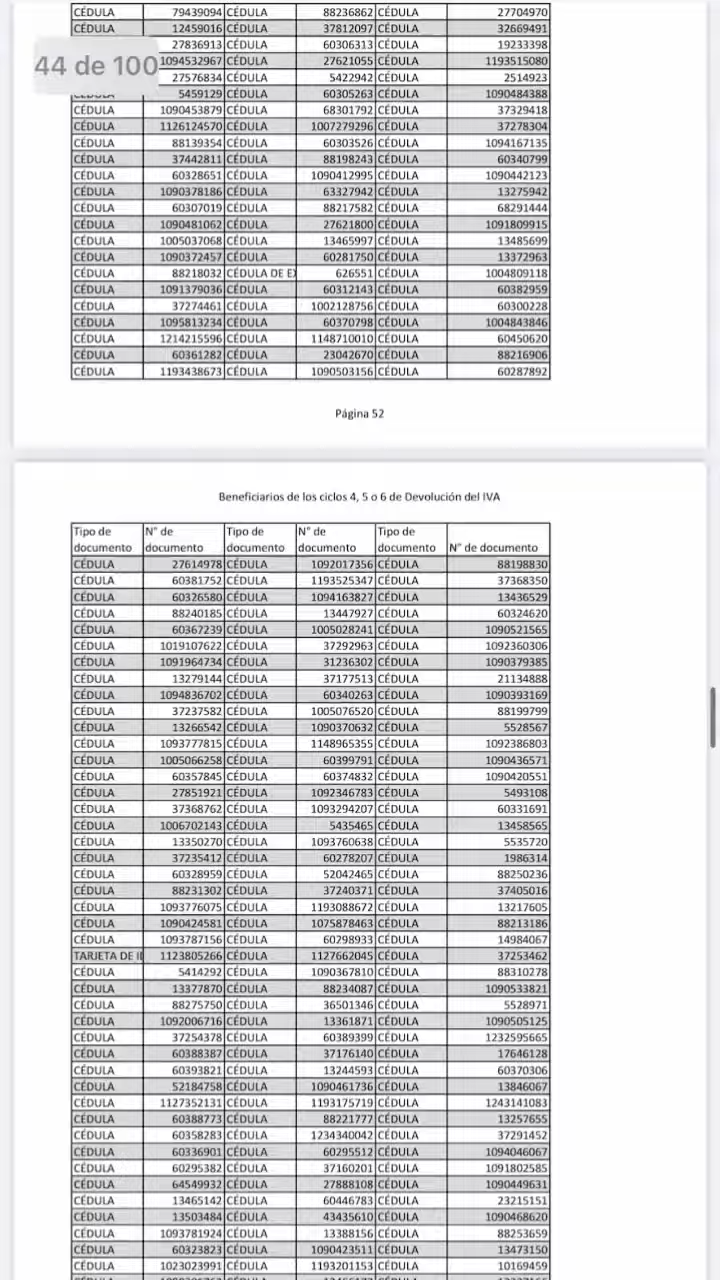 CÉDULA 79439094 CÉDULA 88236862 CÉDULA 27704970
CÉDULA 12459016 CÉDULA 37812097 CÉDULA 32669491
27836913 CÉDULA 60306313 CÉDULA 19233398
44 de 100
1094532967 CÉDULA 27621055 CÉDULA 1193515080
27576834 CÉDULA 5422942 CÉDULA 2514923
CÉDULA 5459129 CÉDULA 60305263 CÉDULA 1090484388
CÉDULA 1090453879 CÉDULA 68301792 CÉDULA 37329418
CÉDULA 1126124570 CÉDULA 1007279296 CÉDULA 37278304
CÉDULA 88139354 CÉDULA 60303526 CÉDULA 1094167135
CÉDULA 37442811 CÉDULA 88198243 CÉDULA 60340799
CÉDULA 60328651 CÉDULA 1090412995 CÉDULA 1090442123
CÉDULA 1090378186 CÉDULA 63327942 CÉDULA 13275942
CÉDULA 60307019 CÉDULA 88217582 CÉDULA 68291444
CÉDULA 1090481062 CÉDULA 27621800 CÉDULA 1091809915
CÉDULA 1005037068 CÉDULA 13465997 CÉDULA 13485699
CÉDULA 1090372457 CÉDULA 60281750 CÉDULA 13372963
CÉDULA 88218032 CÉDULA DE EX 626551 CÉDULA 1004809118
CÉDULA 1091379036 CÉDULA 60312143 CÉDULA 60382959
CÉDULA 37274461 CÉDULA 1002128756 CÉDULA 60300228
CÉDULA 1095813234 CÉDULA 60370798 CÉDULA 1004843846
CÉDULA 1214215596 CÉDULA 1148710010 CÉDULA 60450620
CÉDULA 60361282 CÉDULA 23042670 CÉDULA 88216906
CÉDULA 1193438673 CÉDULA 1090503156 CÉDULA 60287892
Página 52
Beneficiarios de los ciclos 4, 5 o 6 de Devolución del IVA
Tipo de N° de Tipo de N° de Tipo de
documento documento documento documento documento N° de documento
CÉDULA 27614978 CÉDULA 1092017356 CÉDULA 88198830
CÉDULA 60381752 CÉDULA 1193525347 CÉDULA 37368350
CÉDULA 60326580 CÉDULA 1094163827 CÉDULA 13436529
CÉDULA 88240185 CÉDULA 13447927 CÉDULA 60324620
CÉDULA 60367239 CÉDULA 1005028241 CÉDULA 1090521565
CÉDULA 1019107622 CÉDULA 37292963 CÉDULA 1092360306
CÉDULA 1091964734 CÉDULA 31236302 CÉDULA 1090379385
CÉDULA 13279144 CÉDULA 37177513 CÉDULA 21134888
CÉDULA 1094836702 CÉDULA 60340263 CÉDULA 1090393169
CÉDULA 37237582 CÉDULA 1005076520 CÉDULA 88199799
CÉDULA 13266542 CÉDULA 1090370632 CÉDULA 5528567
CÉDULA 1093777815 CÉDULA 1148965355 CÉDULA 1092386803
CÉDULA 1005066258 CÉDULA 60399791 CÉDULA 1090436571
CÉDULA 60357845 CÉDULA 60374832 CÉDULA 1090420551
CÉDULA 27851921 CÉDULA 1092346783 CÉDULA 5493108
CÉDULA 37368762 CÉDULA 1093294207 CÉDULA 60331691
CÉDULA 1006702143 CÉDULA 5435465 CÉDULA 13458565
CÉDULA 13350270 CÉDULA 1093760638 CÉDULA 5535720
CÉDULA 37235412 CÉDULA 60278207 CÉDULA 1986314
CÉDULA 60328959 CÉDULA 52042465 CÉDULA 88250236
CÉDULA 88231302 CÉDULA 37240371 CÉDULA 37405016
CÉDULA 1093776075 CÉDULA 1193088672 CÉDULA 13217605
CÉDULA 1090424581 CÉDULA 1075878463 CÉDULA 88213186
CÉDULA 1093787156 CÉDULA 60298933 CÉDULA 14984067
TARJETA DE II 1123805266 CÉDULA 1127662045 CÉDULA 37253462
CÉDULA 5414292 CÉDULA 1090367810 CÉDULA 88310278
CÉDULA 13377870 CÉDULA 88234087 CÉDULA 1090533821
CÉDULA 88275750 CÉDULA 36501346 CÉDULA 5528971
CÉDULA 1092006716 CÉDULA 13361871 CÉDULA 1090505125
CÉDULA 37254378 CÉDULA 60389399 CÉDULA 1232595665
CÉDULA 60388387 CÉDULA 37176140 CÉDULA 17646128
CÉDULA 60393821 CÉDULA 13244593 CÉDULA 60370306
CÉDULA 52184758 CÉDULA 1090461736 CÉDULA 13846067
CÉDULA 1127352131 CÉDULA 1193175719 CÉDULA 1243141083
CÉDULA 60388773 CÉDULA 88221777 CÉDULA 13257655
CÉDULA 60358283 CÉDULA 1234340042 CÉDULA 37291452
CÉDULA 60336901 CÉDULA 60295512 CÉDULA 1094046067
CÉDULA 60295382 CÉDULA 37160201 CÉDULA 1091802585
CÉDULA 64549932 CÉDULA 27888108 CÉDULA 1090449631
CÉDULA 13465142 CÉDULA 60446783 CÉDULA 23215151
CÉDULA 13503484 CÉDULA 43435610 CÉDULA 1090468620
CÉDULA 1093781924 CÉDULA 13388156 CÉDULA 88253659
CÉDULA 60323823 CÉDULA 1090423511 CÉDULA 13473150
CÉDULA 1023023991 CÉDULA 1193201153 CÉDULA 10169459